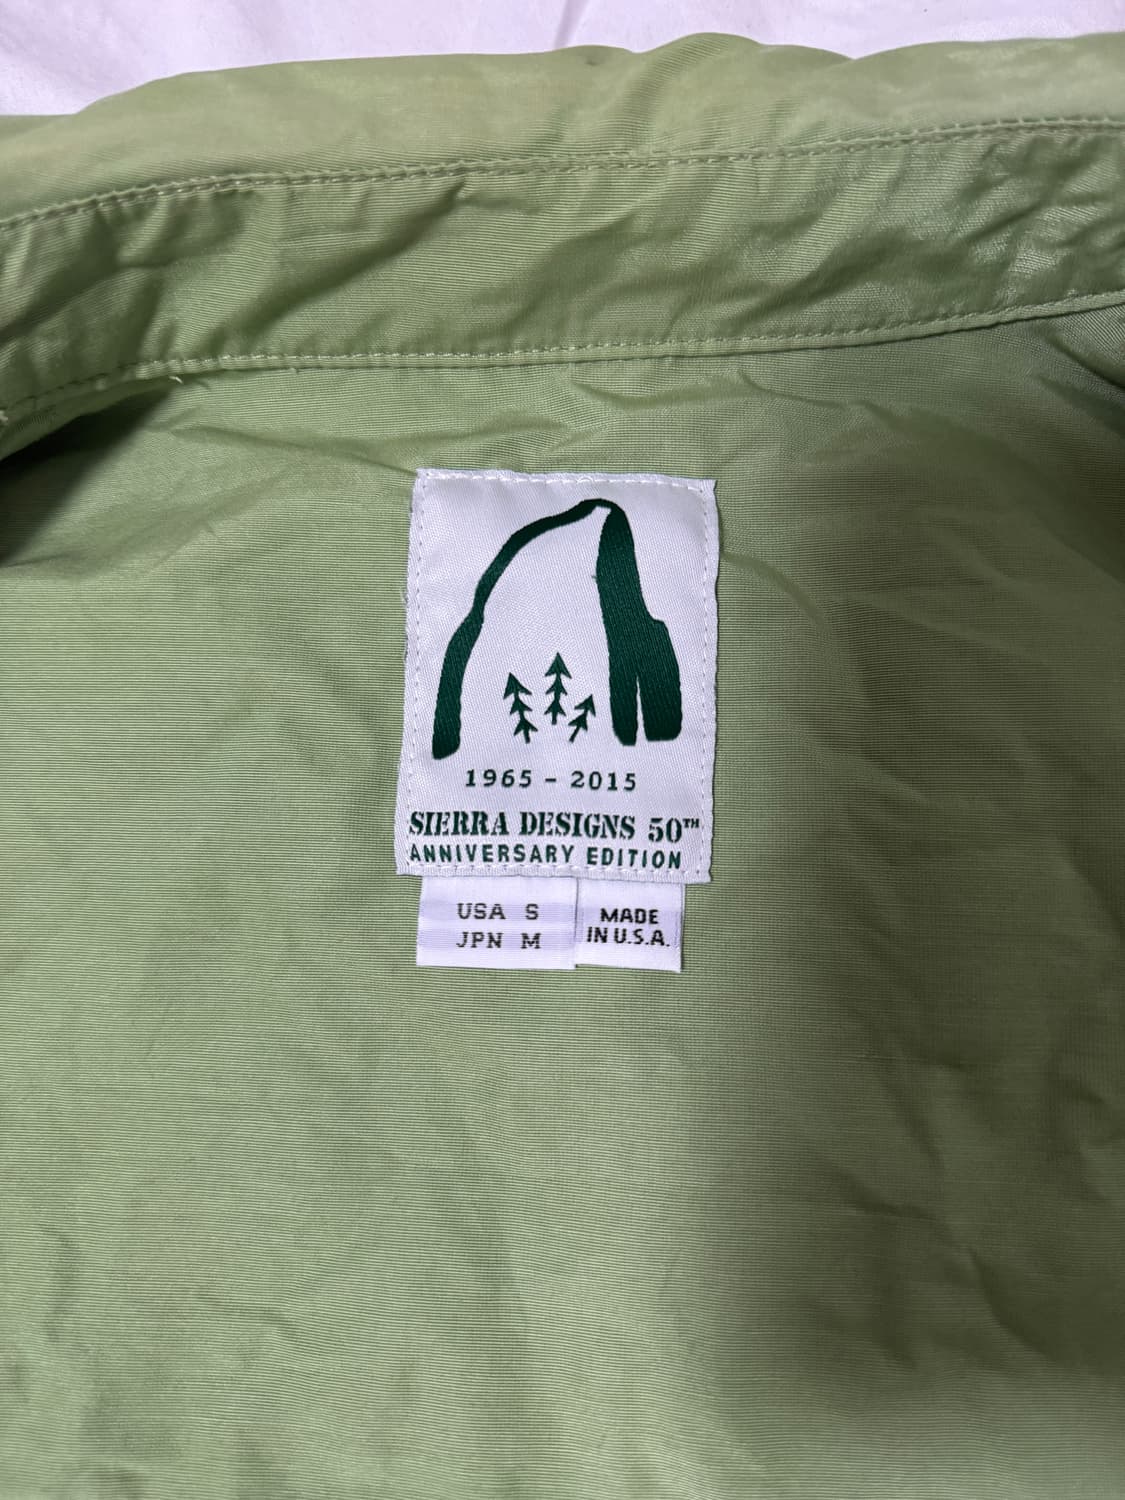 1965 - 2015
SIERRA DESIGNS 50TH
ANNIVERSARY EDITION
USA S
JPN M
MADE
IN U.S.A.